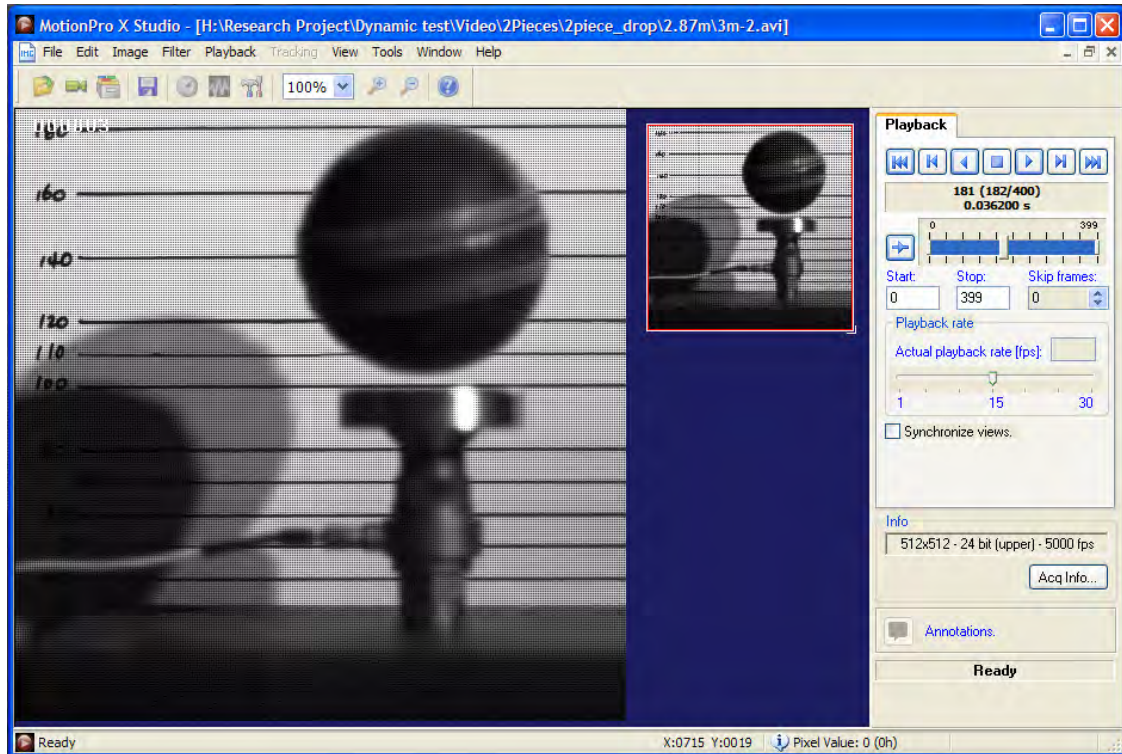 MotionPro X Studio - [H:\Research Project\Dynamic test\Video\2Pieces\2piece_drop\2.87m\3m-2.avi]
File Edit Image Filter Playback Tracking View Tools Window Help
100%
160
140
120
110
100
Playback
181 (182/400)
0.036200 s
0 399
Start: Stop: Skip frames:
0 399 0
Playback rate
Actual playback rate [fps]:
1 15 30
Synchronize views.
Info
512x512 - 24 bit (upper) - 5000 fps
Acq Info...
Annotations.
Ready
Ready X:0715 Y:0019 Pixel Value: 0 (0h)